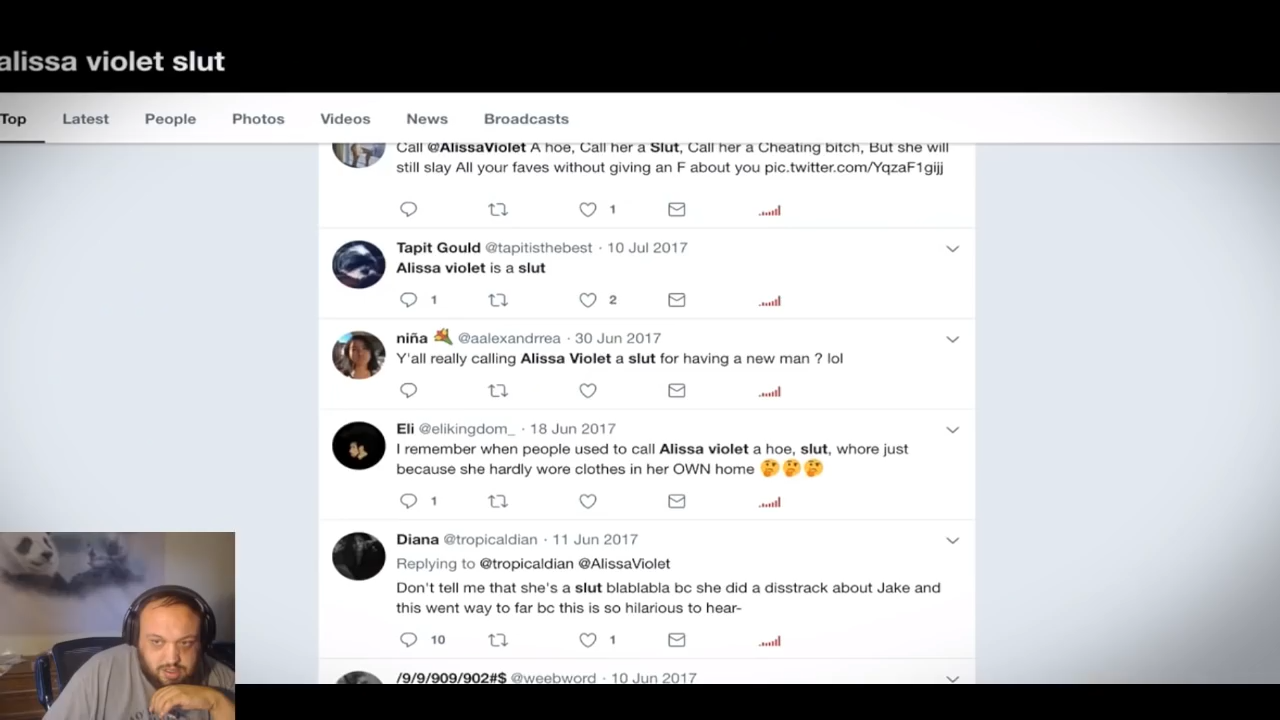 alissa violet slut
Top Latest People Photos Videos News Broadcasts
Call @AlissaViolet A hoe, Call her a Slut, Call her a Cheating bitch, But she will
still slay All your faves without giving an F about you pic.twitter.com/YqzaF1gijj
1
Tapit Gould @tapitisthebest · 10 Jul 2017
Alissa violet is a slut
1 2
niña @aalexandrrea · 30 Jun 2017
Y'all really calling Alissa Violet a slut for having a new man ? lol
Eli @elikingdom_ · 18 Jun 2017
I remember when people used to call Alissa violet a hoe, slut, whore just
because she hardly wore clothes in her OWN home 🤔🤔🤔
1
Diana @tropicaldian · 11 Jun 2017
Replying to @tropicaldian @AlissaViolet
Don't tell me that she's a slut blablabla bc she did a disstrack about Jake and
this went way to far bc this is so hilarious to hear-
10 1
/9/9/909/902#$ @weebword · 10 Jun 2017